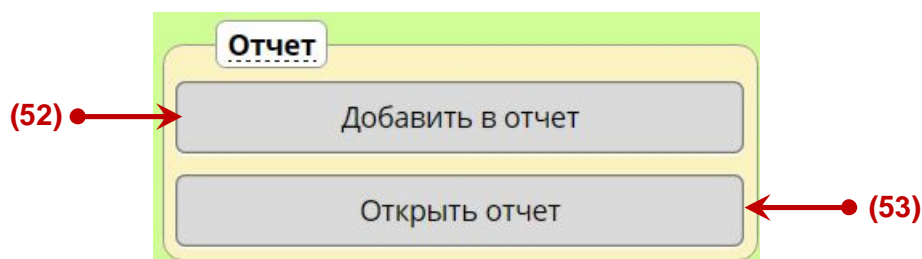 Отчет
(52) Добавить в отчет
Открыть отчет (53)